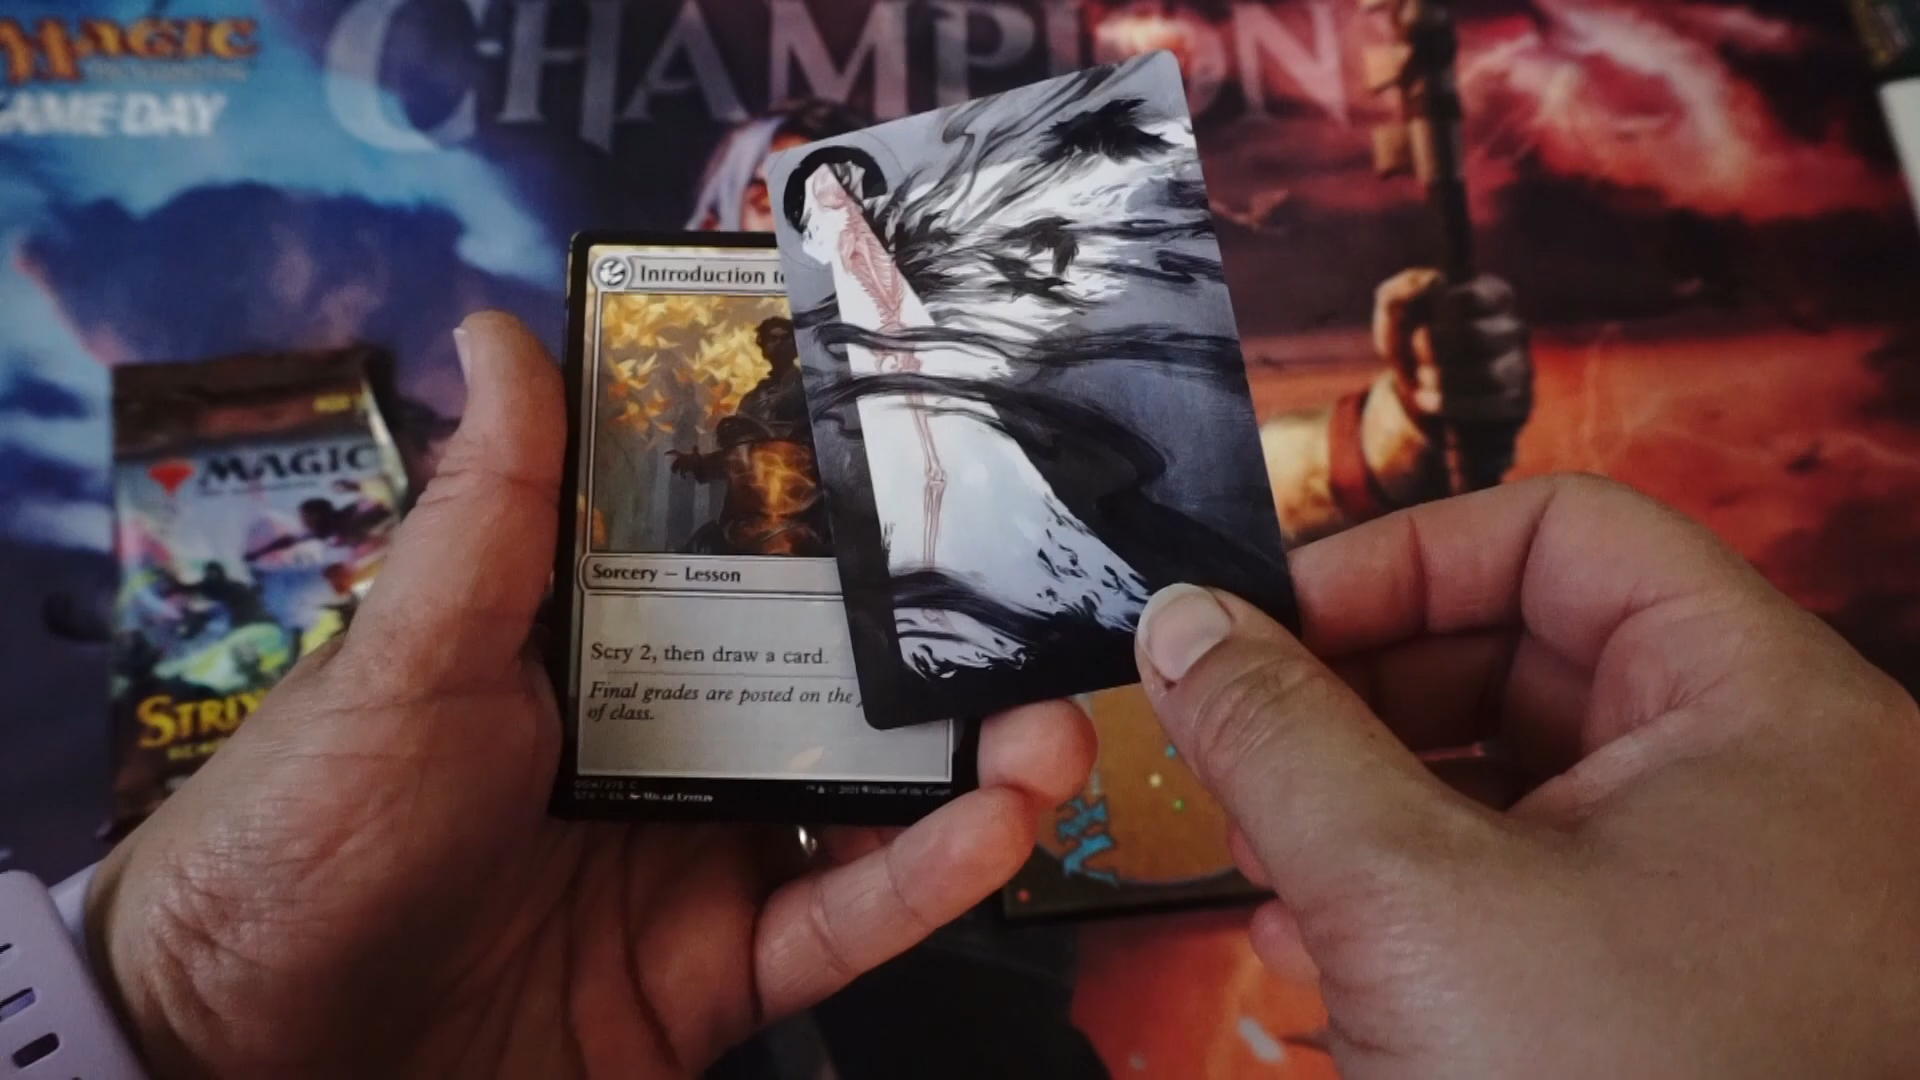 MAGIC
GAME DAY
CHAMPION
Introduction to
Sorcery — Lesson
Scry 2, then draw a card.
Final grades are posted on the
of class.
MAGIC
STRIX